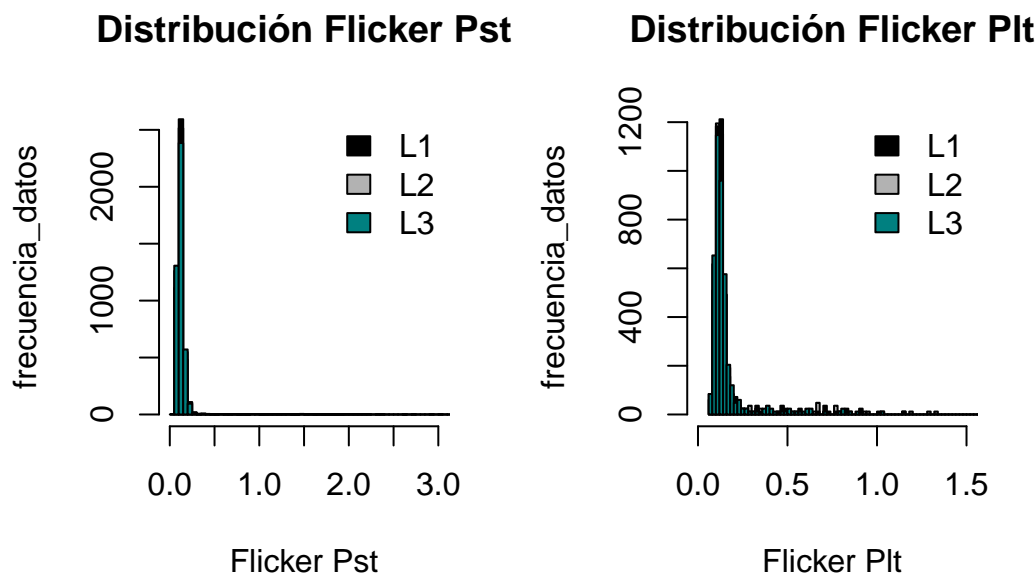 Distribución Flicker Pst
frecuencia_datos
0
1000
2000
L1
L2
L3
0.0
1.0
2.0
3.0
Flicker Pst
Distribución Flicker Plt
frecuencia_datos
0
400
800
1200
L1
L2
L3
0.0
0.5
1.0
1.5
Flicker Plt